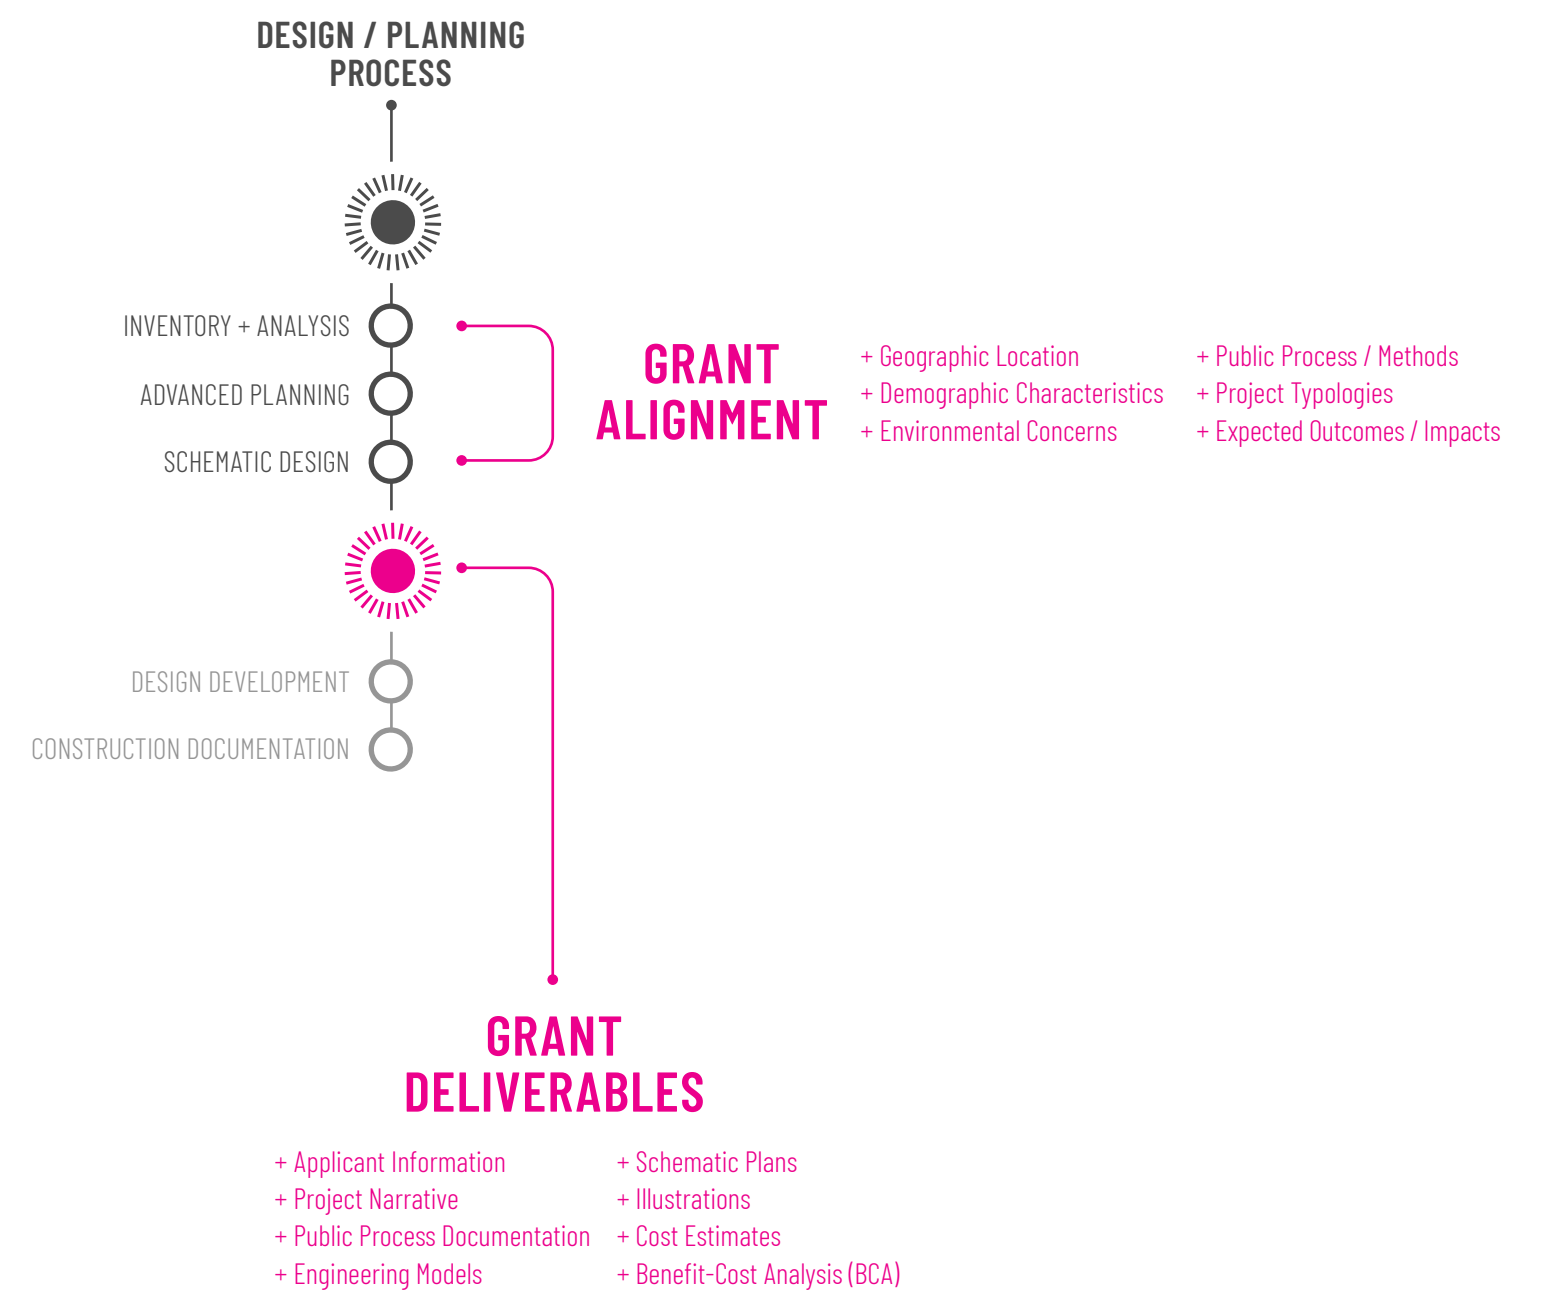 DESIGN / PLANNING
PROCESS
INVENTORY + ANALYSIS
ADVANCED PLANNING
SCHEMATIC DESIGN
GRANT
ALIGNMENT
+ Geographic Location
+ Demographic Characteristics
+ Environmental Concerns
+ Public Process / Methods
+ Project Typologies
+ Expected Outcomes / Impacts
DESIGN DEVELOPMENT
CONSTRUCTION DOCUMENTATION
GRANT
DELIVERABLES
+ Applicant Information
+ Project Narrative
+ Public Process Documentation
+ Engineering Models
+ Schematic Plans
+ Illustrations
+ Cost Estimates
+ Benefit-Cost Analysis (BCA)